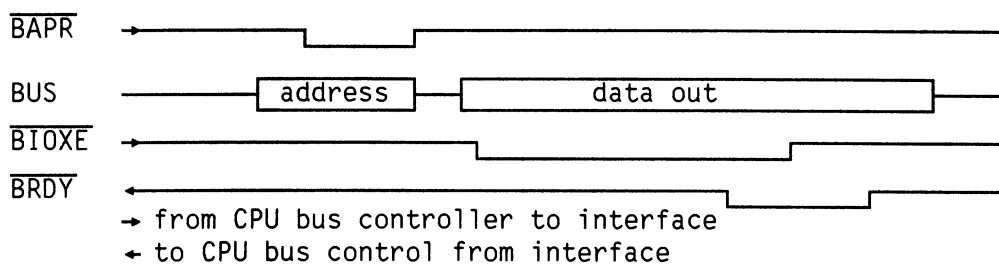 BAPR
BUS address data out
BIOXE
BRDY
→ from CPU bus controller to interface
← to CPU bus control from interface